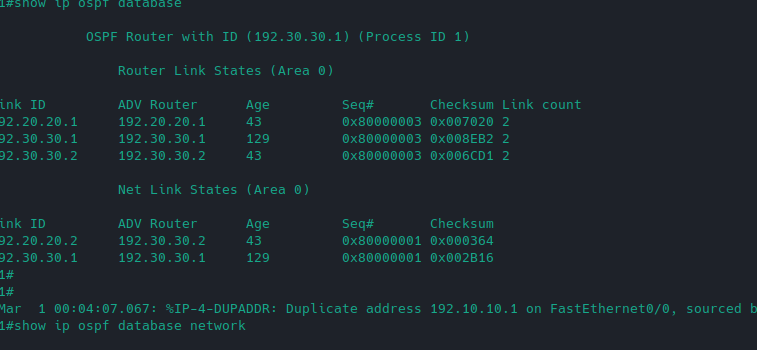 1#show ip ospf database
OSPF Router with ID (192.30.30.1) (Process ID 1)
Router Link States (Area 0)
ink ID ADV Router Age Seq# Checksum Link count
92.20.20.1 192.20.20.1 43 0x80000003 0x007020 2
92.30.30.1 192.30.30.1 129 0x80000003 0x008EB2 2
92.30.30.2 192.30.30.2 43 0x80000003 0x006CD1 2
Net Link States (Area 0)
ink ID ADV Router Age Seq# Checksum
92.20.20.2 192.30.30.2 43 0x80000001 0x000364
92.30.30.1 192.30.30.1 129 0x80000001 0x002B16
1#
1#
Mar 1 00:04:07.067: %IP-4-DUPADDR: Duplicate address 192.10.10.1 on FastEthernet0/0, sourced b
1#show ip ospf database network